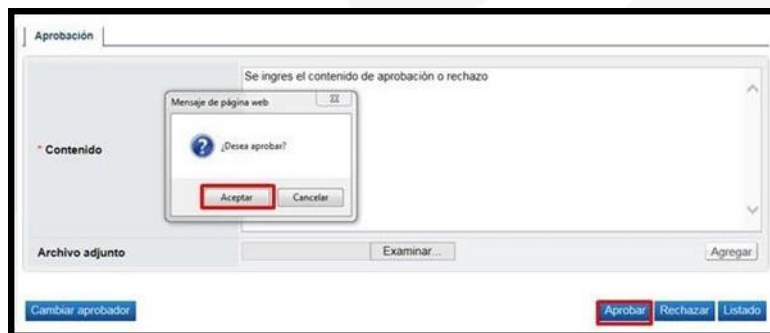 Aprobación
Se ingres el contenido de aprobación o rechazo
Mensaje de página web
* Contenido
¿Desea aprobar?
Aceptar
Cancelar
Archivo adjunto
Examinar...
Agregar
Cambiar aprobador
Aprobar
Rechazar
Listado